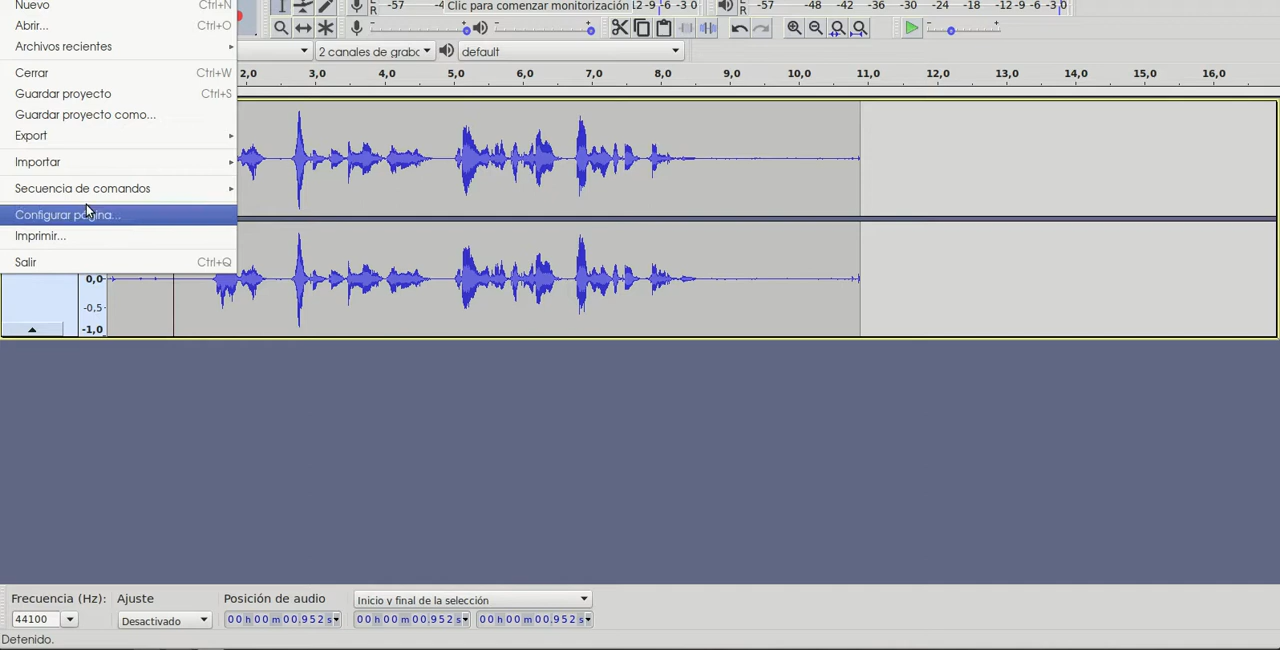 Nuevo Ctrl+N
Abrir... Ctrl+O
Archivos recientes
Cerrar Ctrl+W
Guardar proyecto Ctrl+S
Guardar proyecto como...
Export
Importar
Secuencia de comandos
Configurar página...
Imprimir...
Salir Ctrl+Q
L
R
-57 -4 Clic para comenzar monitorización L2 -9 -6 -3 0
L
R
-57 -48 -42 -36 -30 -24 -18 -12 -9 -6 -3,0
2 canales de grabc default
2,0 3,0 4,0 5,0 6,0 7,0 8,0 9,0 10,0 11,0 12,0 13,0 14,0 15,0 16,0
0,0
-0,5
-1,0
Frecuencia (Hz): Ajuste Posición de audio Inicio y final de la selección
44100 Desactivado 00 h 00 m 00,952 s 00 h 00 m 00,952 s 00 h 00 m 00,952 s
Detenido.